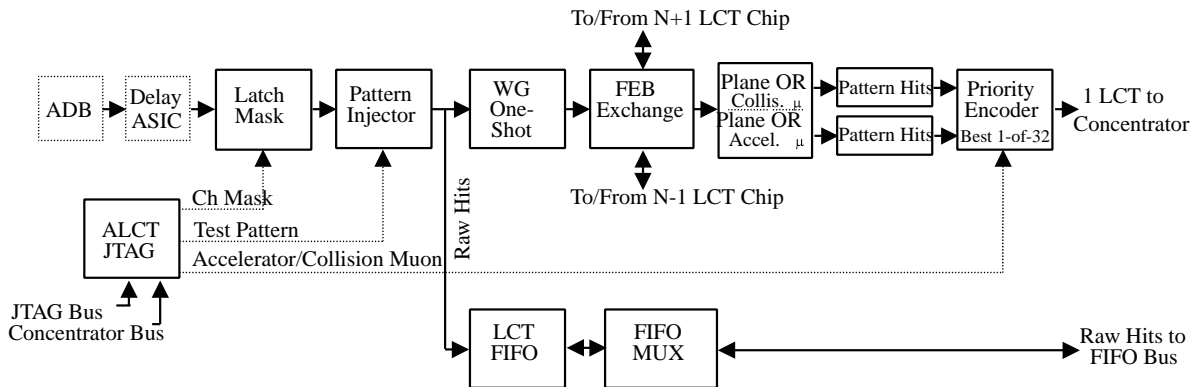 To/From N+1 LCT Chip
ADB
Delay
ASIC
Latch
Mask
Pattern
Injector
WG
One-
Shot
FEB
Exchange
Plane OR
Collis. μ
Plane OR
Accel. μ
Pattern Hits
Pattern Hits
Priority
Encoder
Best 1-of-32
1 LCT to
Concentrator
To/From N-1 LCT Chip
Ch Mask
Test Pattern
Accelerator/Collision Muon
Raw Hits
ALCT
JTAG
JTAG Bus
Concentrator Bus
LCT
FIFO
FIFO
MUX
Raw Hits to
FIFO Bus